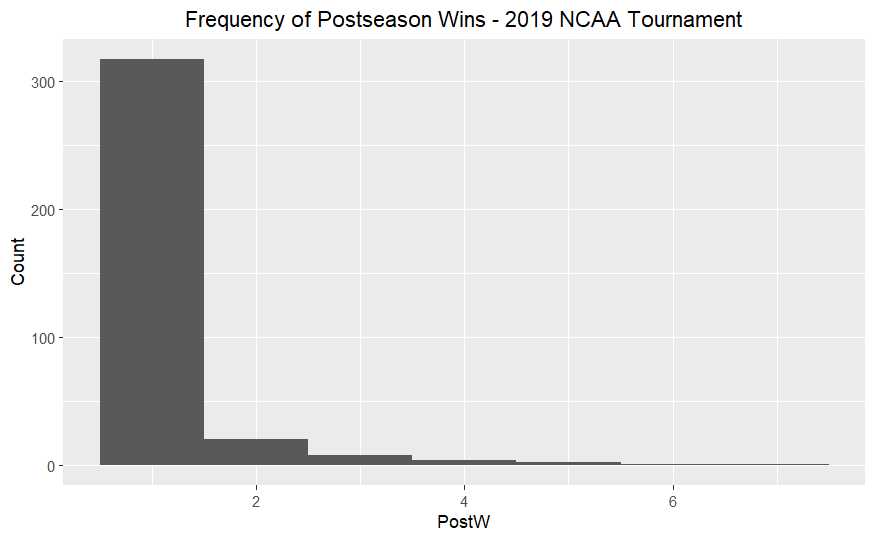 Frequency of Postseason Wins - 2019 NCAA Tournament
300
200
100
0
Count
2 4 6
PostW